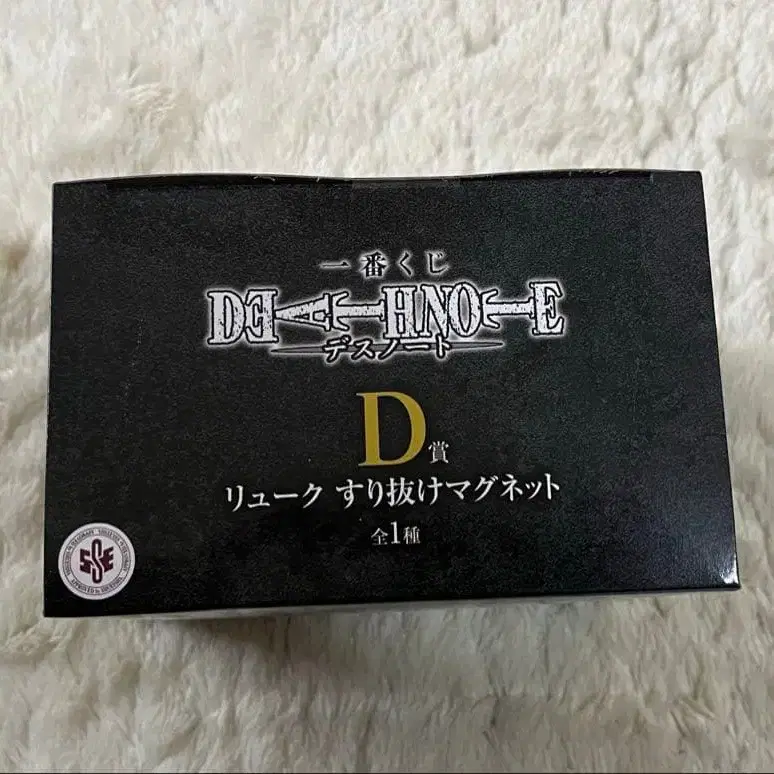 一番くじ
DEATH NOTE
デスノート
D賞
リューク すり抜けマグネット
全1種